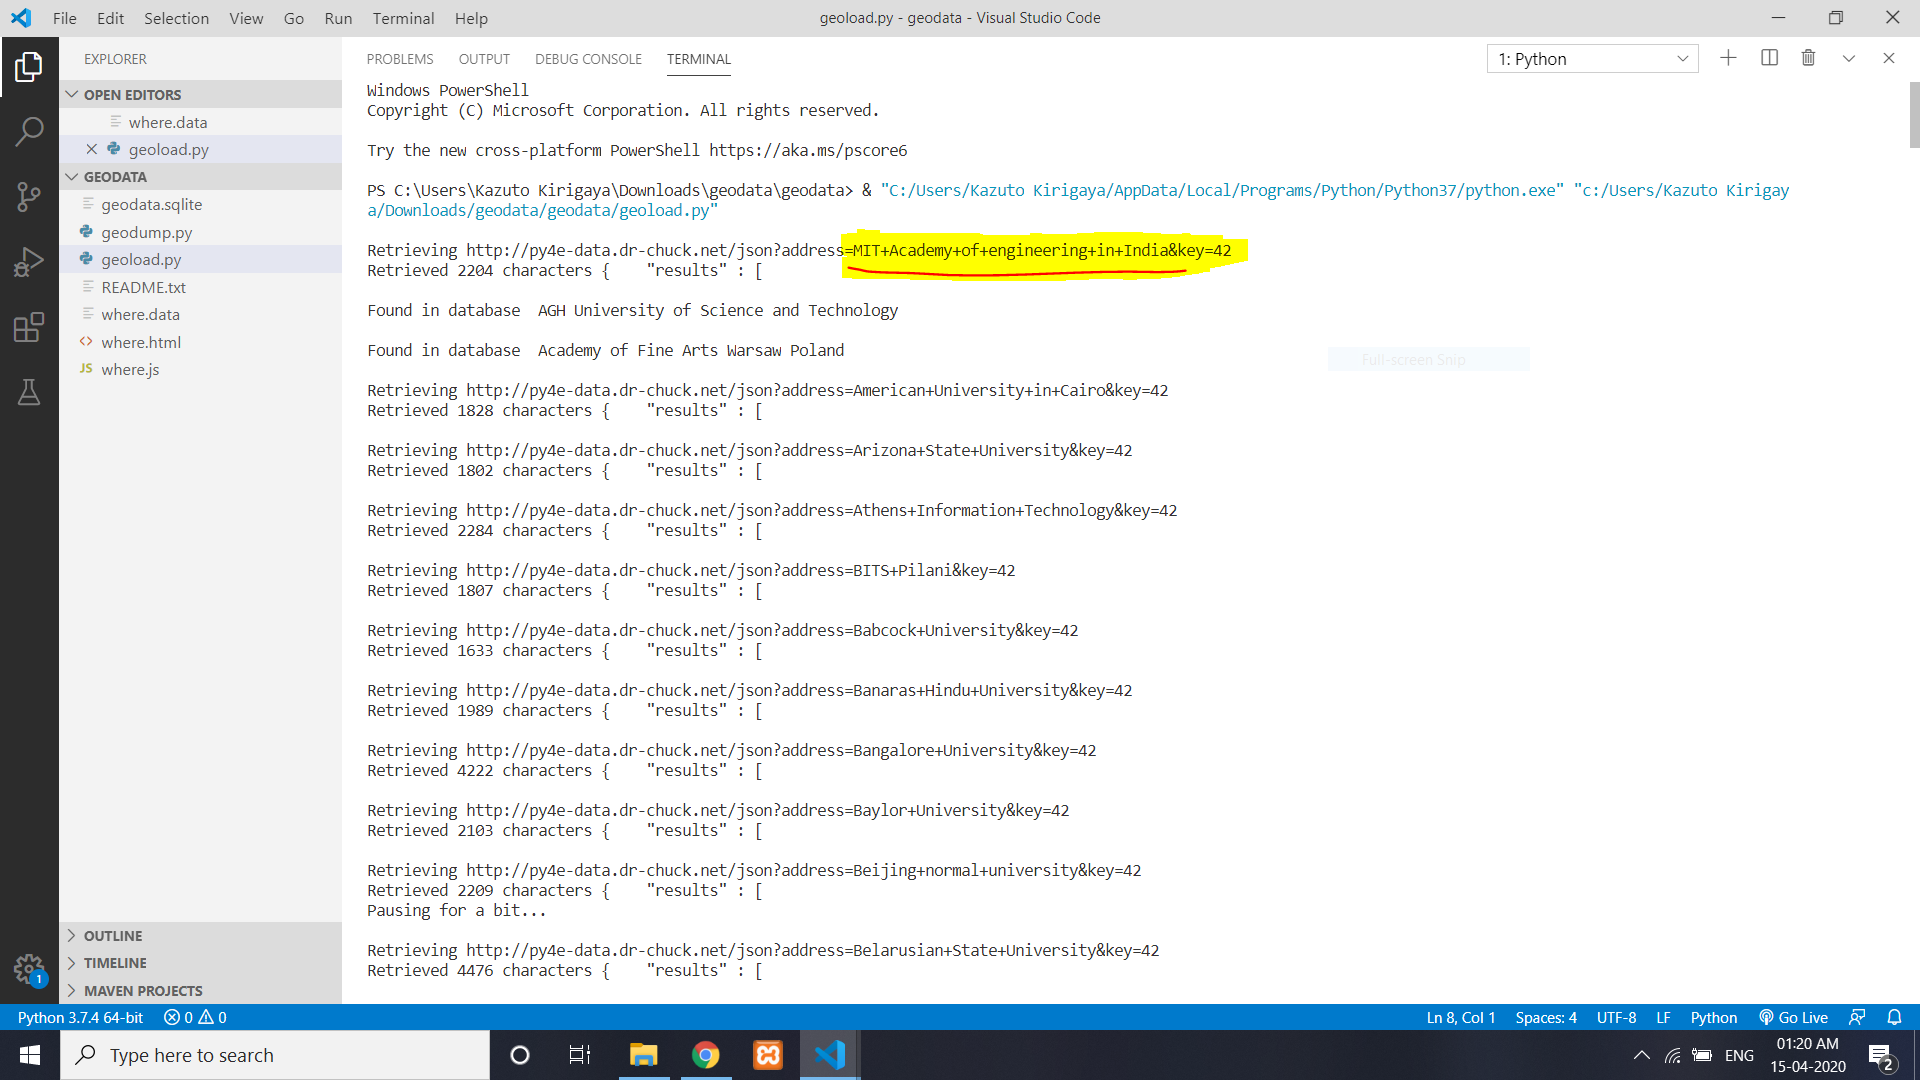 File Edit Selection View Go Run Terminal Help
geoload.py - geodata - Visual Studio Code
EXPLORER
OPEN EDITORS
where.data
geoload.py
GEODATA
geodata.sqlite
geodump.py
geoload.py
README.txt
where.data
where.html
JS where.js
OUTLINE
TIMELINE
MAVEN PROJECTS
1
PROBLEMS OUTPUT DEBUG CONSOLE TERMINAL
1: Python
Windows PowerShell
Copyright (C) Microsoft Corporation. All rights reserved.
Try the new cross-platform PowerShell https://aka.ms/pscore6
PS C:\Users\Kazuto Kirigaya\Downloads\geodata\geodata> & "C:/Users/Kazuto Kirigaya/AppData/Local/Programs/Python/Python37/python.exe" "c:/Users/Kazuto Kirigay
a/Downloads/geodata/geodata/geoload.py"
Retrieving http://py4e-data.dr-chuck.net/json?address=MIT+Academy+of+engineering+in+India&key=42
Retrieved 2204 characters { "results" : [
Found in database AGH University of Science and Technology
Found in database Academy of Fine Arts Warsaw Poland
Full-screen Snip
Retrieving http://py4e-data.dr-chuck.net/json?address=American+University+in+Cairo&key=42
Retrieved 1828 characters { "results" : [
Retrieving http://py4e-data.dr-chuck.net/json?address=Arizona+State+University&key=42
Retrieved 1802 characters { "results" : [
Retrieving http://py4e-data.dr-chuck.net/json?address=Athens+Information+Technology&key=42
Retrieved 2284 characters { "results" : [
Retrieving http://py4e-data.dr-chuck.net/json?address=BITS+Pilani&key=42
Retrieved 1807 characters { "results" : [
Retrieving http://py4e-data.dr-chuck.net/json?address=Babcock+University&key=42
Retrieved 1633 characters { "results" : [
Retrieving http://py4e-data.dr-chuck.net/json?address=Banaras+Hindu+University&key=42
Retrieved 1989 characters { "results" : [
Retrieving http://py4e-data.dr-chuck.net/json?address=Bangalore+University&key=42
Retrieved 4222 characters { "results" : [
Retrieving http://py4e-data.dr-chuck.net/json?address=Baylor+University&key=42
Retrieved 2103 characters { "results" : [
Retrieving http://py4e-data.dr-chuck.net/json?address=Beijing+normal+university&key=42
Retrieved 2209 characters { "results" : [
Pausing for a bit...
Retrieving http://py4e-data.dr-chuck.net/json?address=Belarusian+State+University&key=42
Retrieved 4476 characters { "results" : [
Python 3.7.4 64-bit 0 0 Ln 8, Col 1 Spaces: 4 UTF-8 LF Python Go Live
Type here to search
ENG
01:20 AM
15-04-2020
2